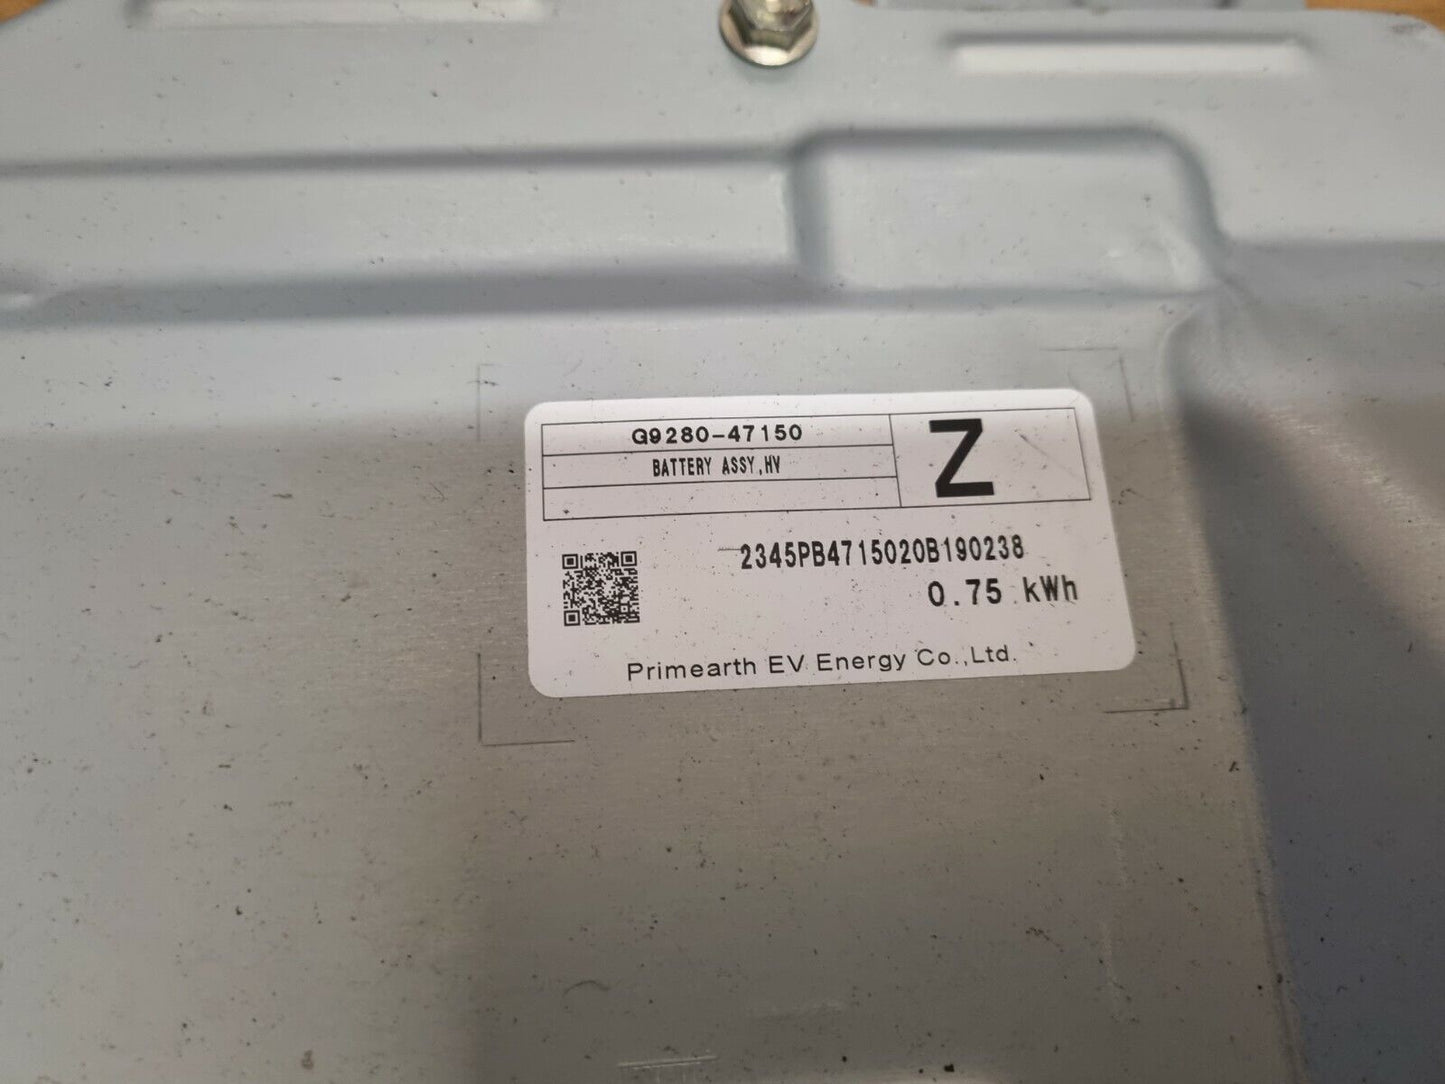 G9280-47150
BATTERY ASSY,HV
Z
2345PB4715020B190238
0.75 kWh
Primearth EV Energy Co.,Ltd.